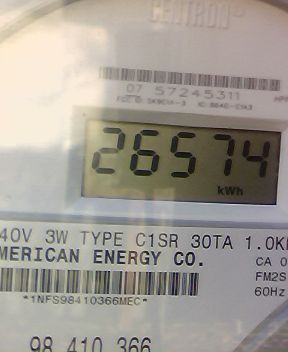 CENTRON
07 57245311
26574
kWh
40V 3W TYPE C1SR 30TA 1.0K
MERICAN ENERGY CO.
CA 0
FM2S
60Hz
*1NFS98410366MEC*
98 410 366